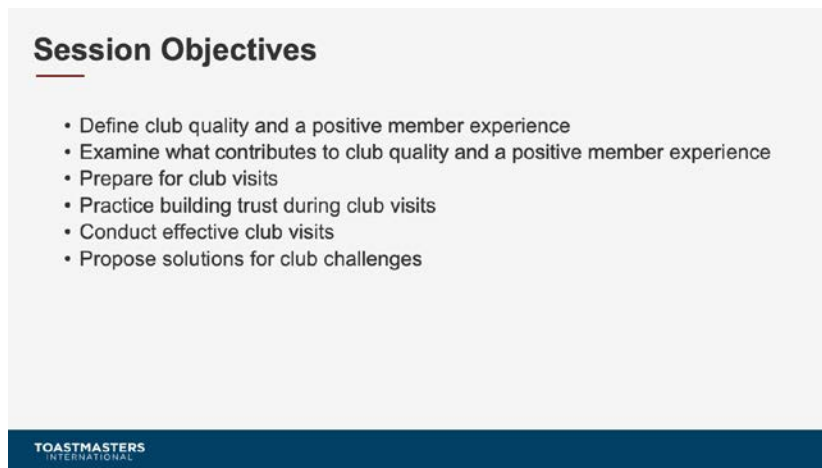 Session Objectives
• Define club quality and a positive member experience
• Examine what contributes to club quality and a positive member experience
• Prepare for club visits
• Practice building trust during club visits
• Conduct effective club visits
• Propose solutions for club challenges
TOASTMASTERS
INTERNATIONAL